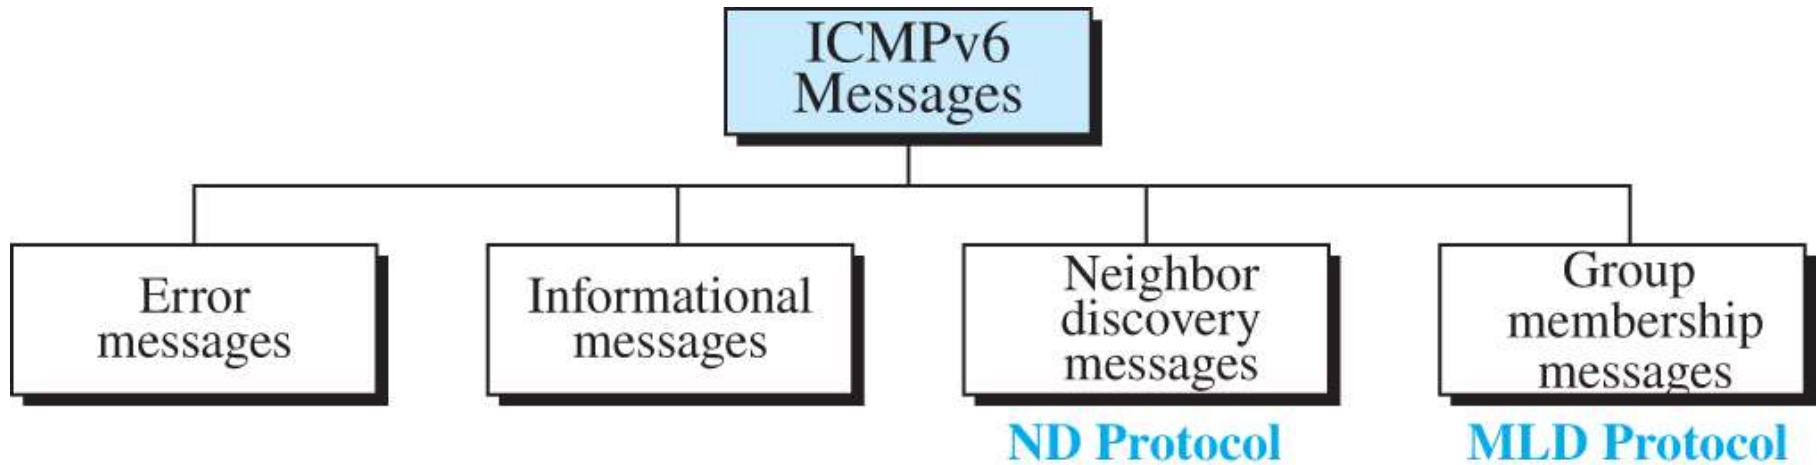 ICMPv6
Messages
Error
messages
Informational
messages
Neighbor
discovery
messages
Group
membership
messages
ND Protocol
MLD Protocol